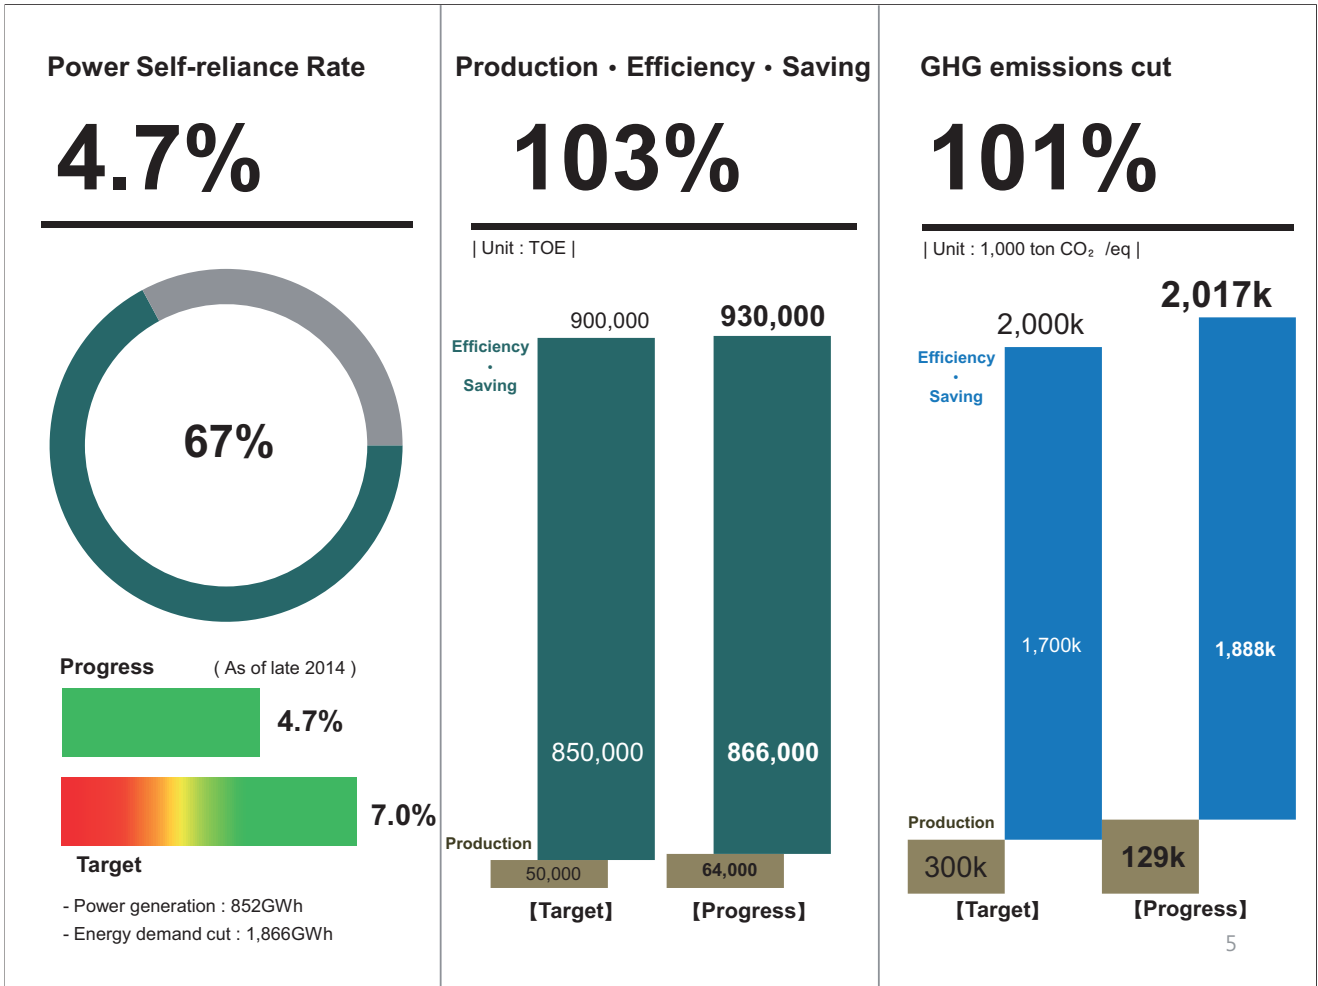 Power Self-reliance Rate
4.7%
67%
Progress ( As of late 2014 )
4.7%
7.0%
Target
- Power generation : 852GWh
- Energy demand cut : 1,866GWh
Production・Efficiency・Saving
103%
| Unit : TOE |
900,000
930,000
Efficiency
・
Saving
850,000
866,000
Production
50,000
64,000
【Target】
【Progress】
GHG emissions cut
101%
| Unit : 1,000 ton CO₂ /eq |
2,017k
2,000k
Efficiency
・
Saving
1,700k
1,888k
Production
300k
129k
【Target】
【Progress】
5